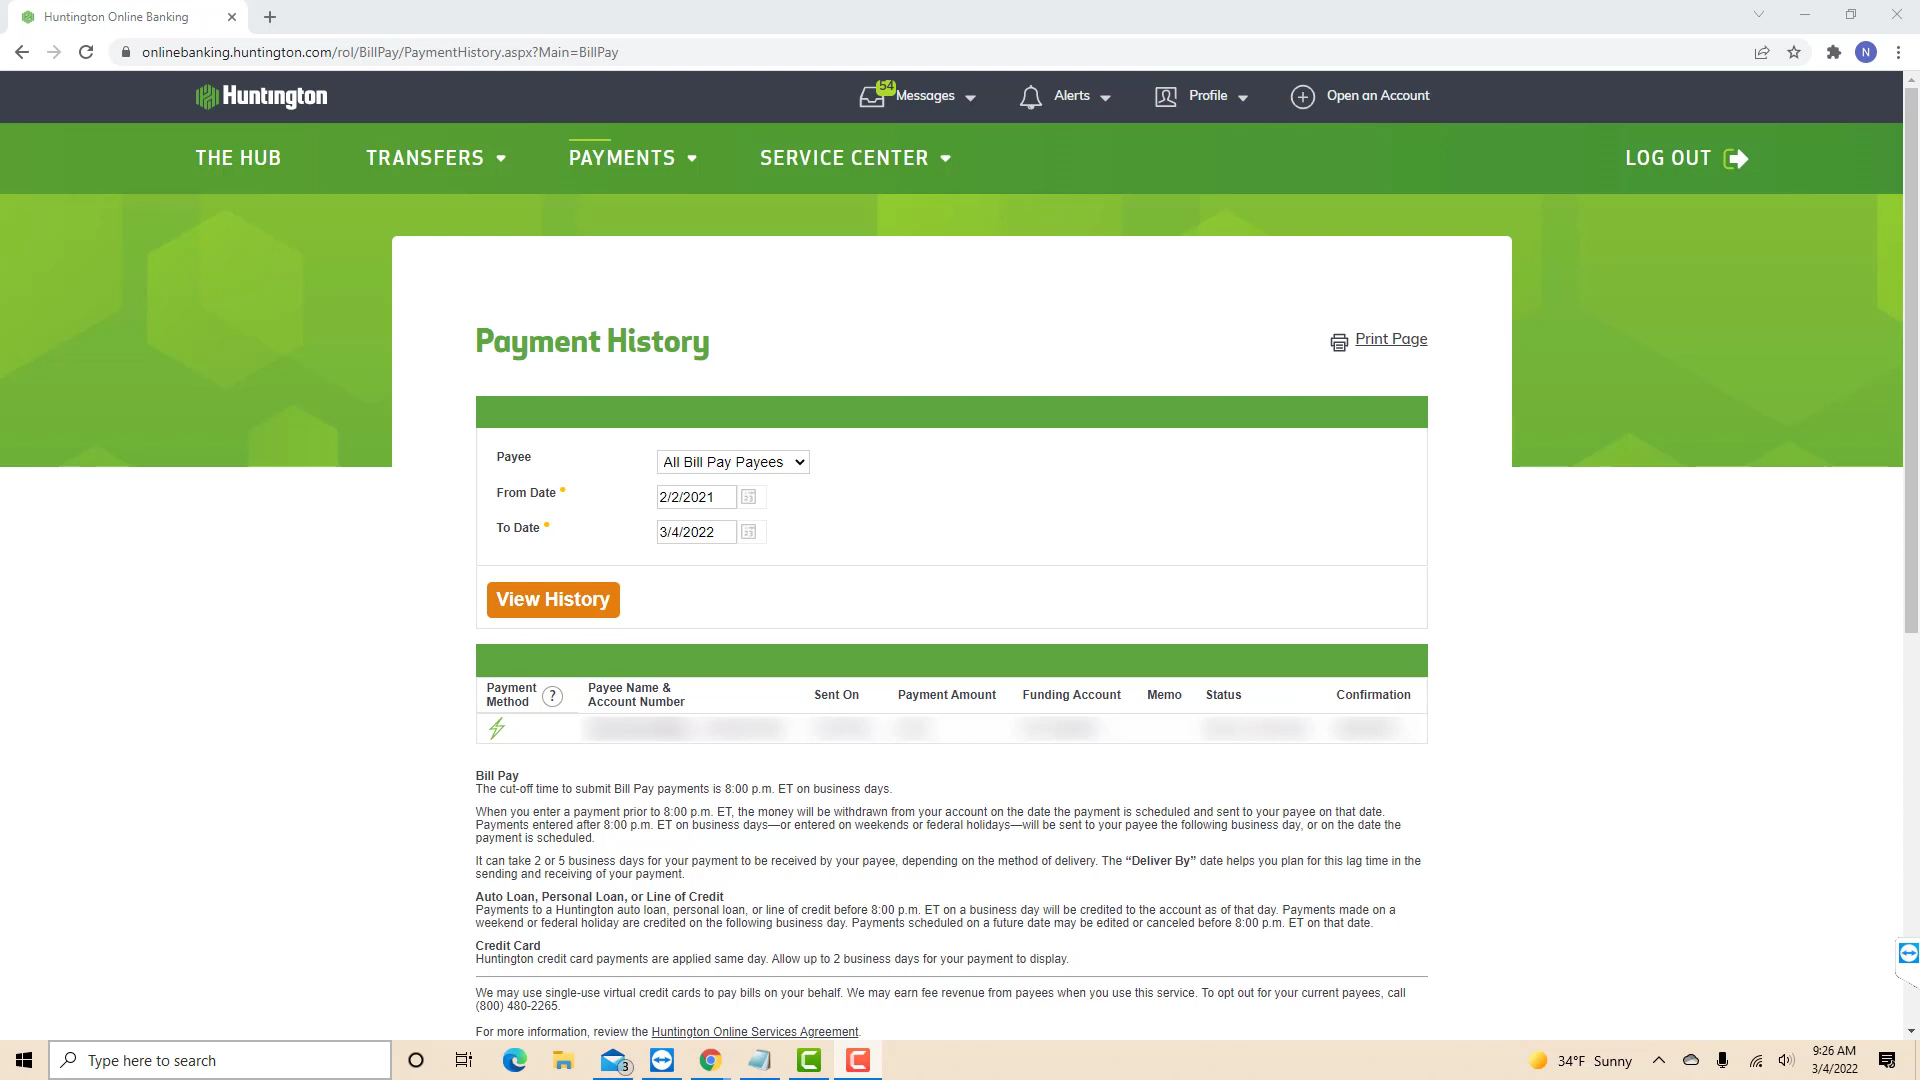 Huntington Online Banking
onlinebanking.huntington.com/rol/BillPay/PaymentHistory.aspx?Main=BillPay
N
Huntington
54
Messages
Alerts
Profile
Open an Account
THE HUB
TRANSFERS
PAYMENTS
SERVICE CENTER
LOG OUT
Payment History
Print Page
Payee
All Bill Pay Payees
From Date
2/2/2021
23
To Date
3/4/2022
23
View History
Payment
Method
?
Payee Name &
Account Number
Sent On
Payment Amount
Funding Account
Memo
Status
Confirmation
Bill Pay
The cut-off time to submit Bill Pay payments is 8:00 p.m. ET on business days.
When you enter a payment prior to 8:00 p.m. ET, the money will be withdrawn from your account on the date the payment is scheduled and sent to your payee on that date.
Payments entered after 8:00 p.m. ET on business days—or entered on weekends or federal holidays—will be sent to your payee the following business day, or on the date the
payment is scheduled.
It can take 2 or 5 business days for your payment to be received by your payee, depending on the method of delivery. The “Deliver By” date helps you plan for this lag time in the
sending and receiving of your payment.
Auto Loan, Personal Loan, or Line of Credit
Payments to a Huntington auto loan, personal loan, or line of credit before 8:00 p.m. ET on a business day will be credited to the account as of that day. Payments made on a
weekend or federal holiday are credited on the following business day. Payments scheduled on a future date may be edited or canceled before 8:00 p.m. ET on that date.
Credit Card
Huntington credit card payments are applied same day. Allow up to 2 business days for your payment to display.
We may use single-use virtual credit cards to pay bills on your behalf. We may earn fee revenue from payees when you use this service. To opt out for your current payees, call
(800) 480-2265.
For more information, review the Huntington Online Services Agreement.
Type here to search
3
34°F Sunny
9:26 AM
3/4/2022